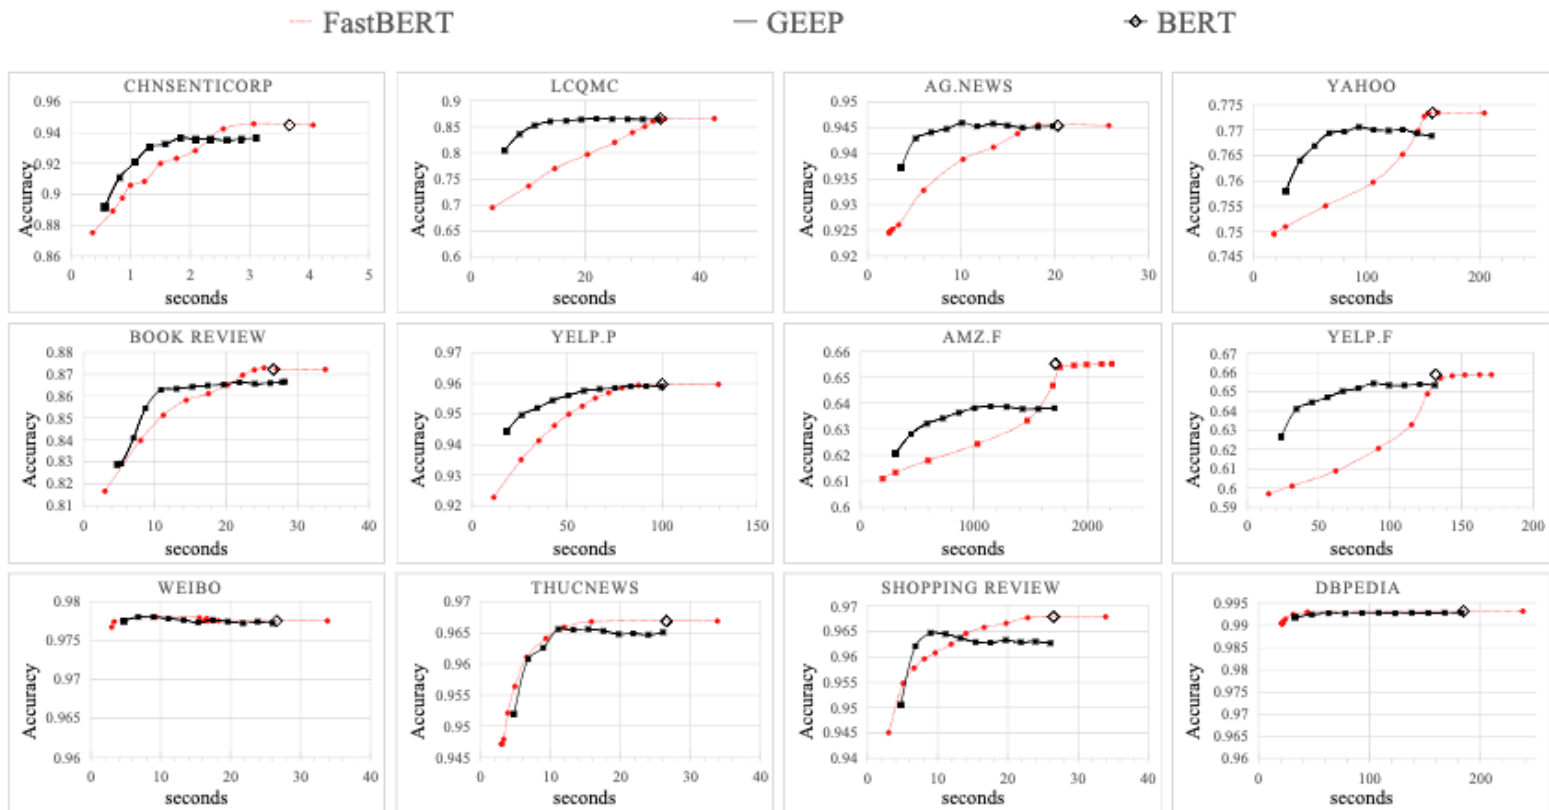 FastBERT GEEP BERT
CHNSENTICORP
0.96
0.94
0.92
0.9
0.88
0.86
Accuracy
0 1 2 3 4 5
seconds
LCQMC
0.9
0.85
0.8
0.75
0.7
0.65
0.6
Accuracy
0 20 40
seconds
AG.NEWS
0.95
0.945
0.94
0.935
0.93
0.925
0.92
Accuracy
0 10 20 30
seconds
YAHOO
0.775
0.77
0.765
0.76
0.755
0.75
0.745
Accuracy
0 100 200
seconds
BOOK REVIEW
0.88
0.87
0.86
0.85
0.84
0.83
0.82
0.81
Accuracy
0 10 20 30 40
seconds
YELP.P
0.97
0.96
0.95
0.94
0.93
0.92
Accuracy
0 50 100 150
seconds
AMZ.F
0.66
0.65
0.64
0.63
0.62
0.61
0.6
Accuracy
0 1000 2000
seconds
YELP.F
0.67
0.66
0.65
0.64
0.63
0.62
0.61
0.6
0.59
Accuracy
0 50 100 150 200
seconds
WEIBO
0.98
0.975
0.97
0.965
0.96
Accuracy
0 10 20 30 40
seconds
THUCNEWS
0.97
0.965
0.96
0.955
0.95
0.945
Accuracy
0 10 20 30 40
seconds
SHOPPING REVIEW
0.97
0.965
0.96
0.955
0.95
0.945
0.94
Accuracy
0 10 20 30 40
seconds
DBPEDIA
0.995
0.99
0.985
0.98
0.975
0.97
0.965
0.96
Accuracy
0 100 200
seconds